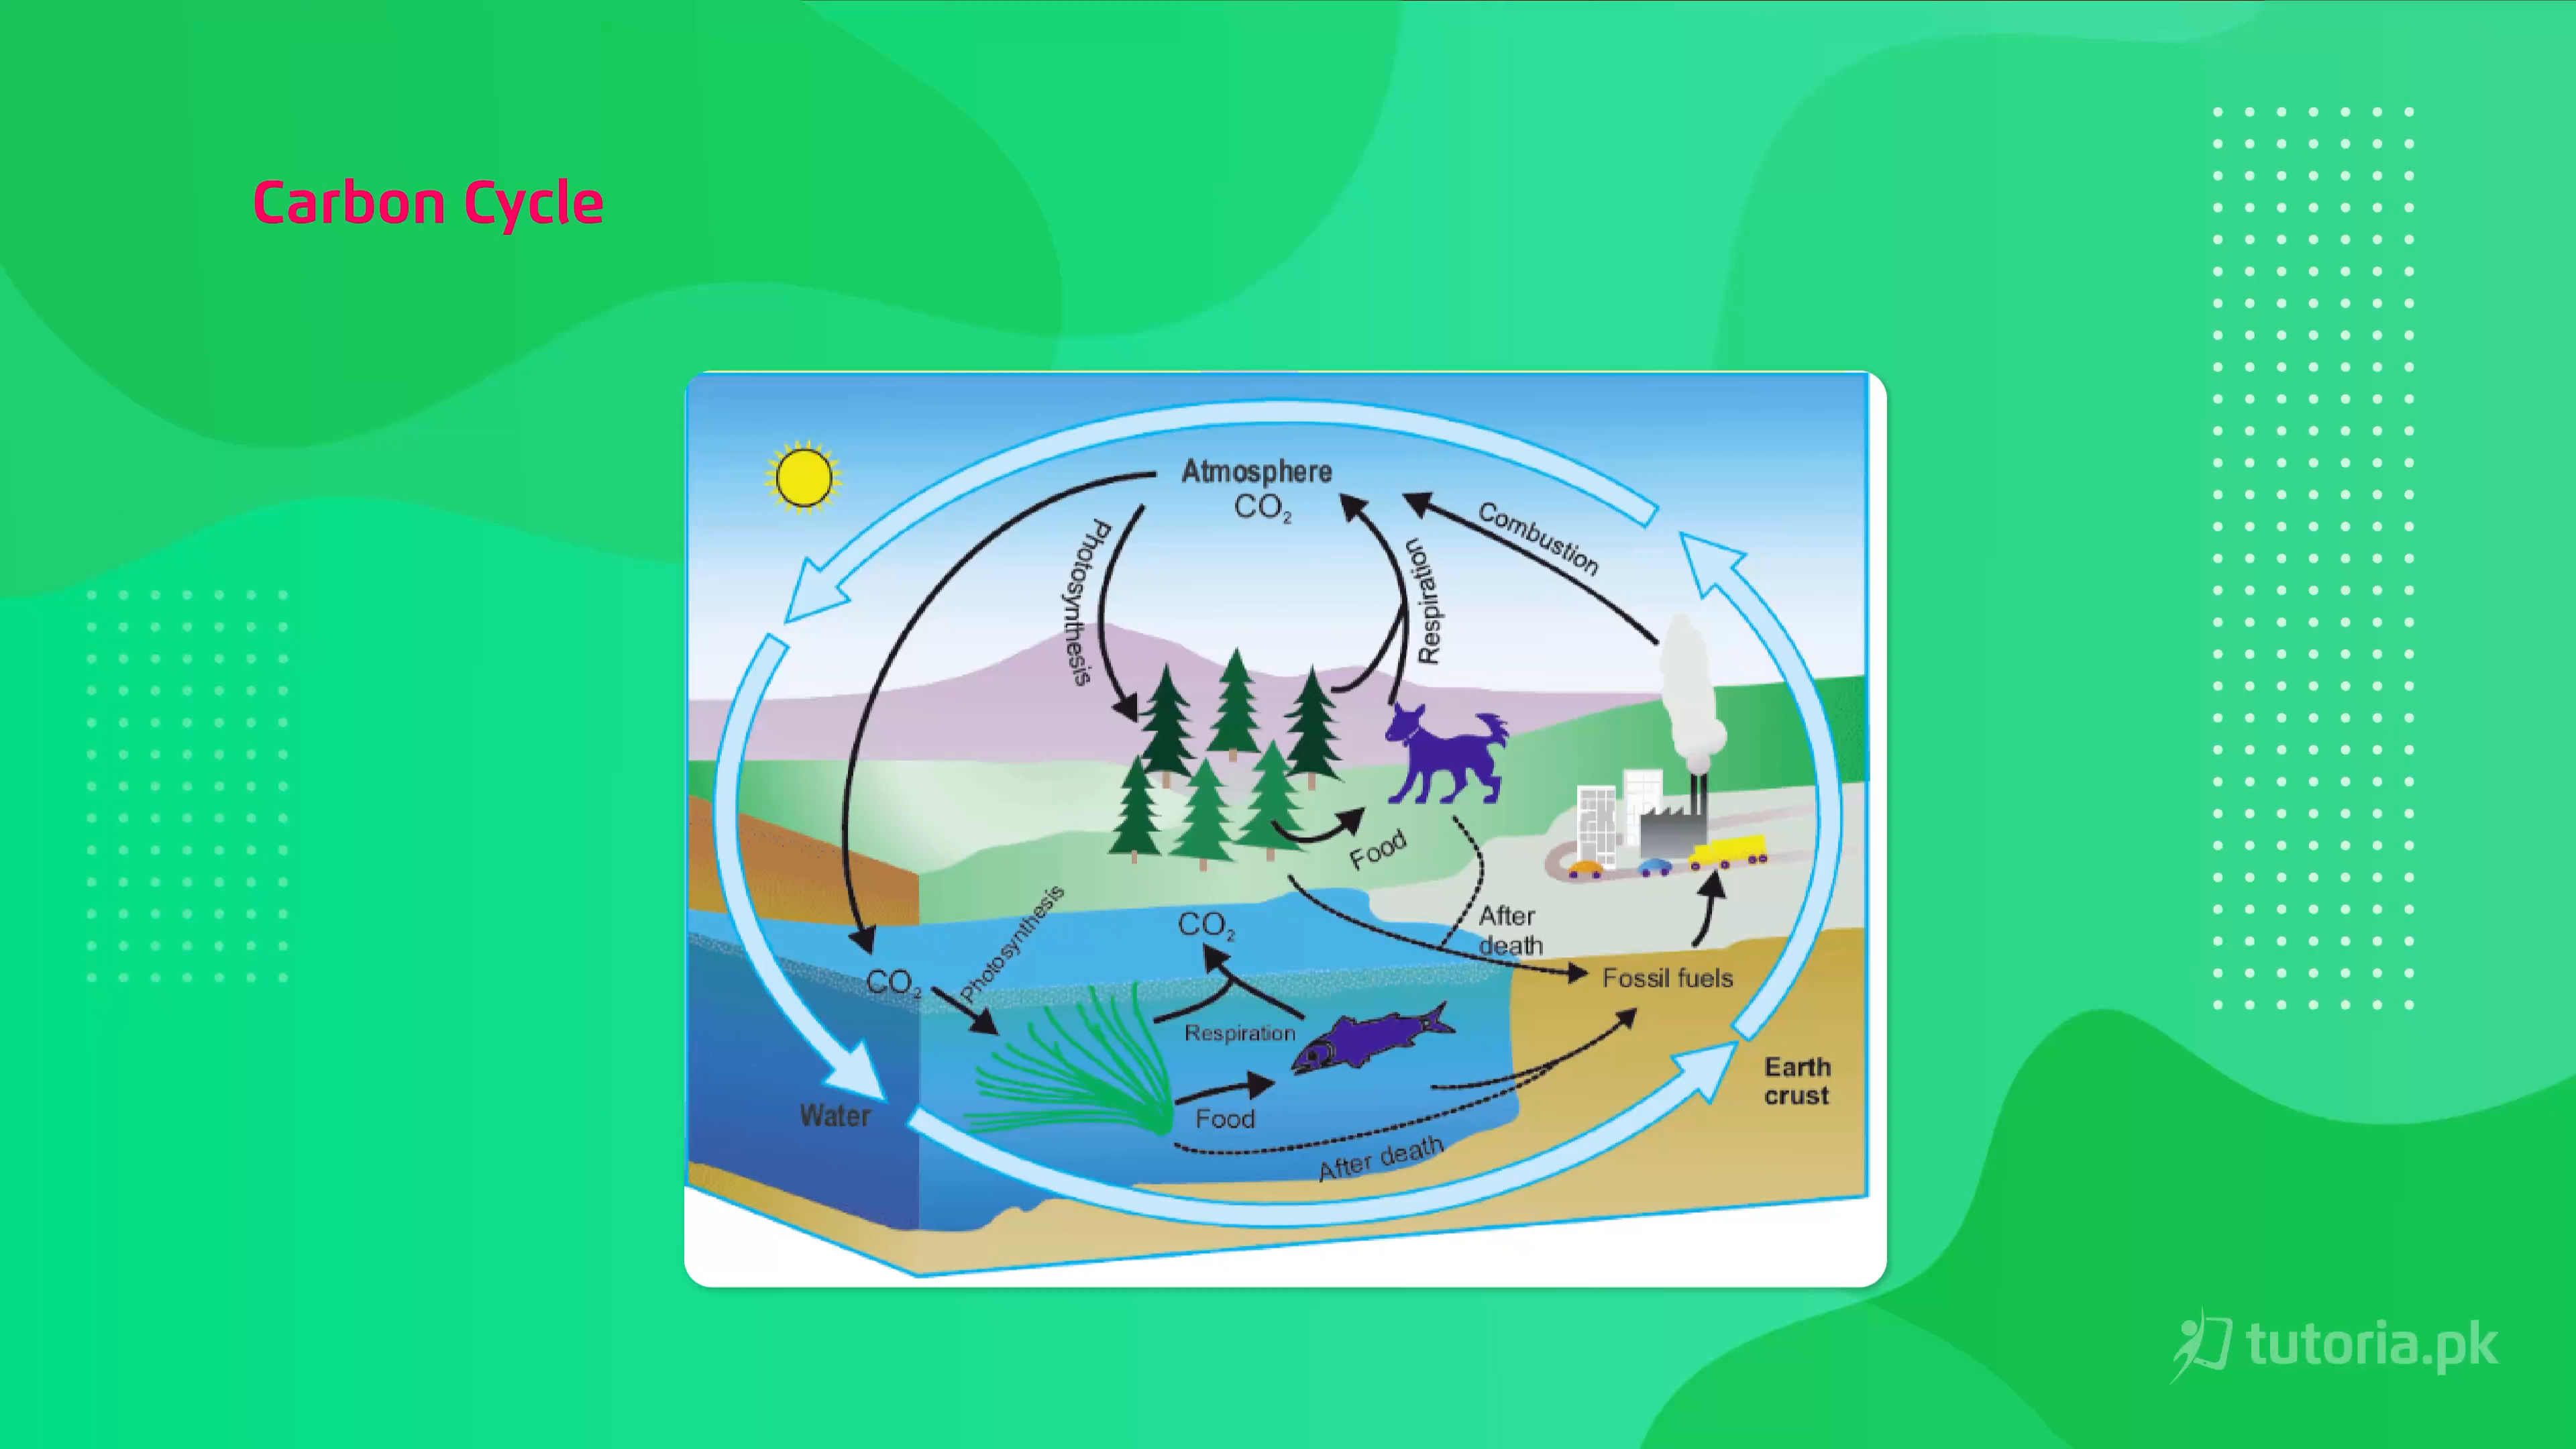 Carbon Cycle
Atmosphere
CO₂
Photosynthesis
Respiration
Combustion
Food
After
death
CO₂
CO₂
Photosynthesis
Fossil fuels
Respiration
Food
After death
Water
Earth
crust
tutoria.pk